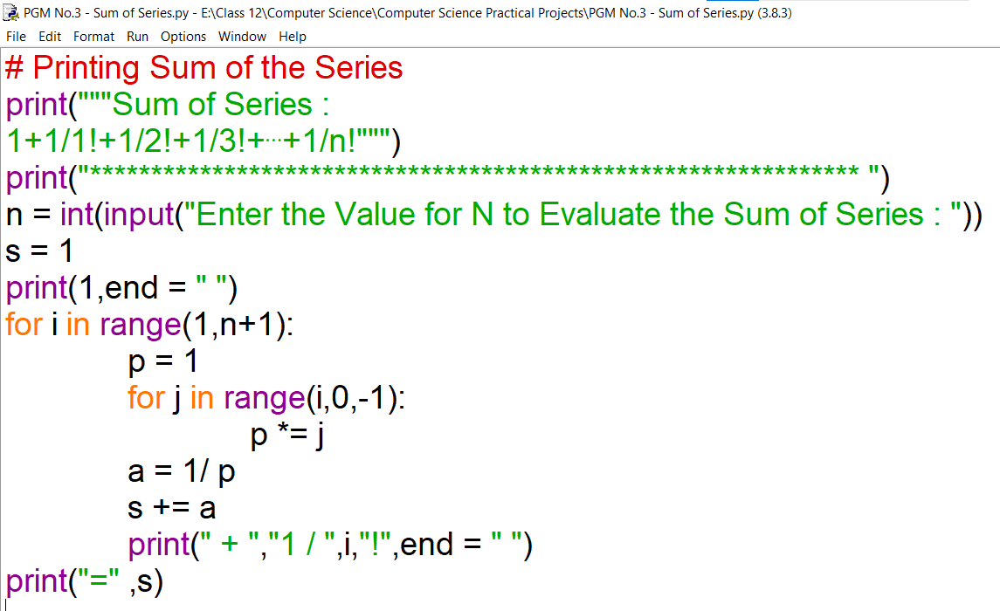 PGM No.3 - Sum of Series.py - E:\Class 12\Computer Science\Computer Science Practical Projects\PGM No.3 - Sum of Series.py (3.8.3)
File Edit Format Run Options Window Help
# Printing Sum of the Series
print("""Sum of Series :
1+1/1!+1/2!+1/3!+⋯+1/n!""")
print("*************************************************************** ")
n = int(input("Enter the Value for N to Evaluate the Sum of Series : "))
s = 1
print(1,end = " ")
for i in range(1,n+1):
        p = 1
        for j in range(i,0,-1):
                p *= j
        a = 1/ p
        s += a
        print(" + ","1 / ",i,"!",end = " ")
print("=" ,s)